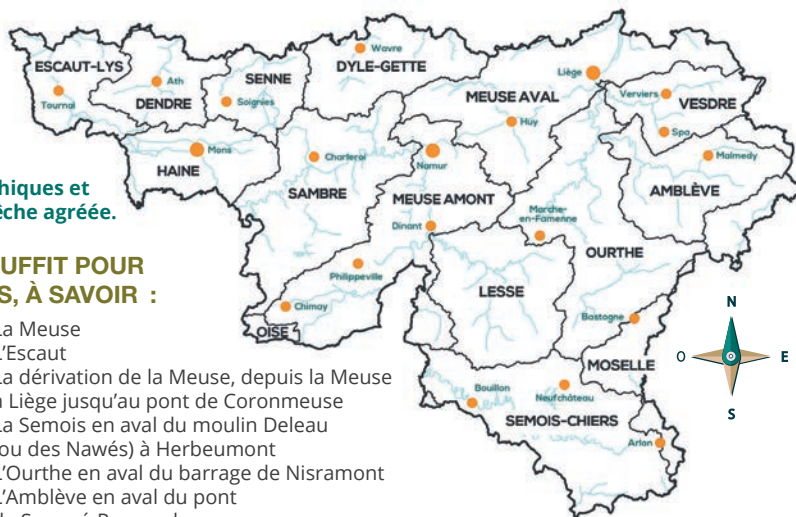 ESCAUT-LYS
Tournai
Ath
DENDRE
SENNE
Soignies
Wavre
DYLE-GETTE
Liège
MEUSE AVAL
Huy
Verviers
VESDRE
Spa
HAINE
Mons
Charleroi
SAMBRE
Namur
MEUSE AMONT
Dinant
Malmedy
AMBLÈVE
Marche-
en-Famenne
OURTHE
Philippeville
Chimay
OISE
LESSE
Bastogne
MOSELLE
Bouillon
Neufchâteau
SEMOIS-CHIERS
Arlon
N
O
E
S
hiques et
êche agréée.
UFFIT POUR
S, À SAVOIR :
La Meuse
L'Escaut
La dérivation de la Meuse, depuis la Meuse
à Liège jusqu'au pont de Coronmeuse
La Semois en aval du moulin Deleau
(ou des Nawés) à Herbeumont
L'Ourthe en aval du barrage de Nisramont
L'Amblève en aval du pont